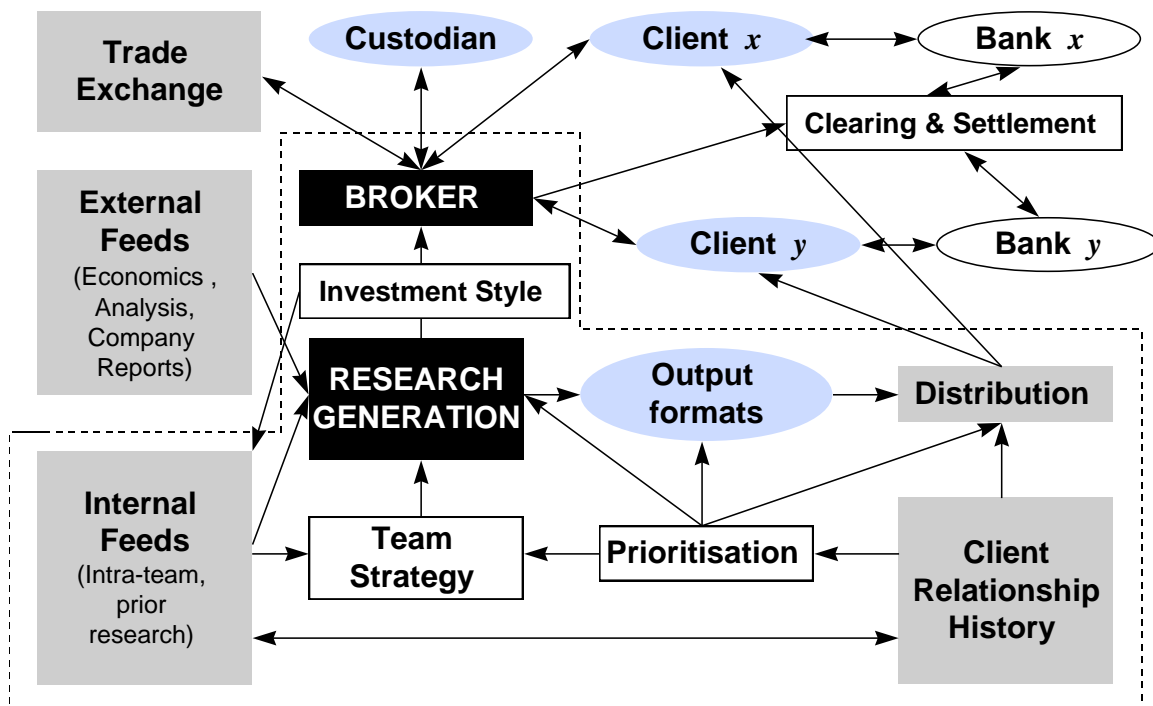 Trade
Exchange
Custodian
Client x
Bank x
Clearing & Settlement
BROKER
External
Feeds
(Economics ,
Analysis,
Company
Reports)
Client y
Bank y
Investment Style
RESEARCH
GENERATION
Output
formats
Distribution
Internal
Feeds
(Intra-team,
prior
research)
Team
Strategy
Prioritisation
Client
Relationship
History